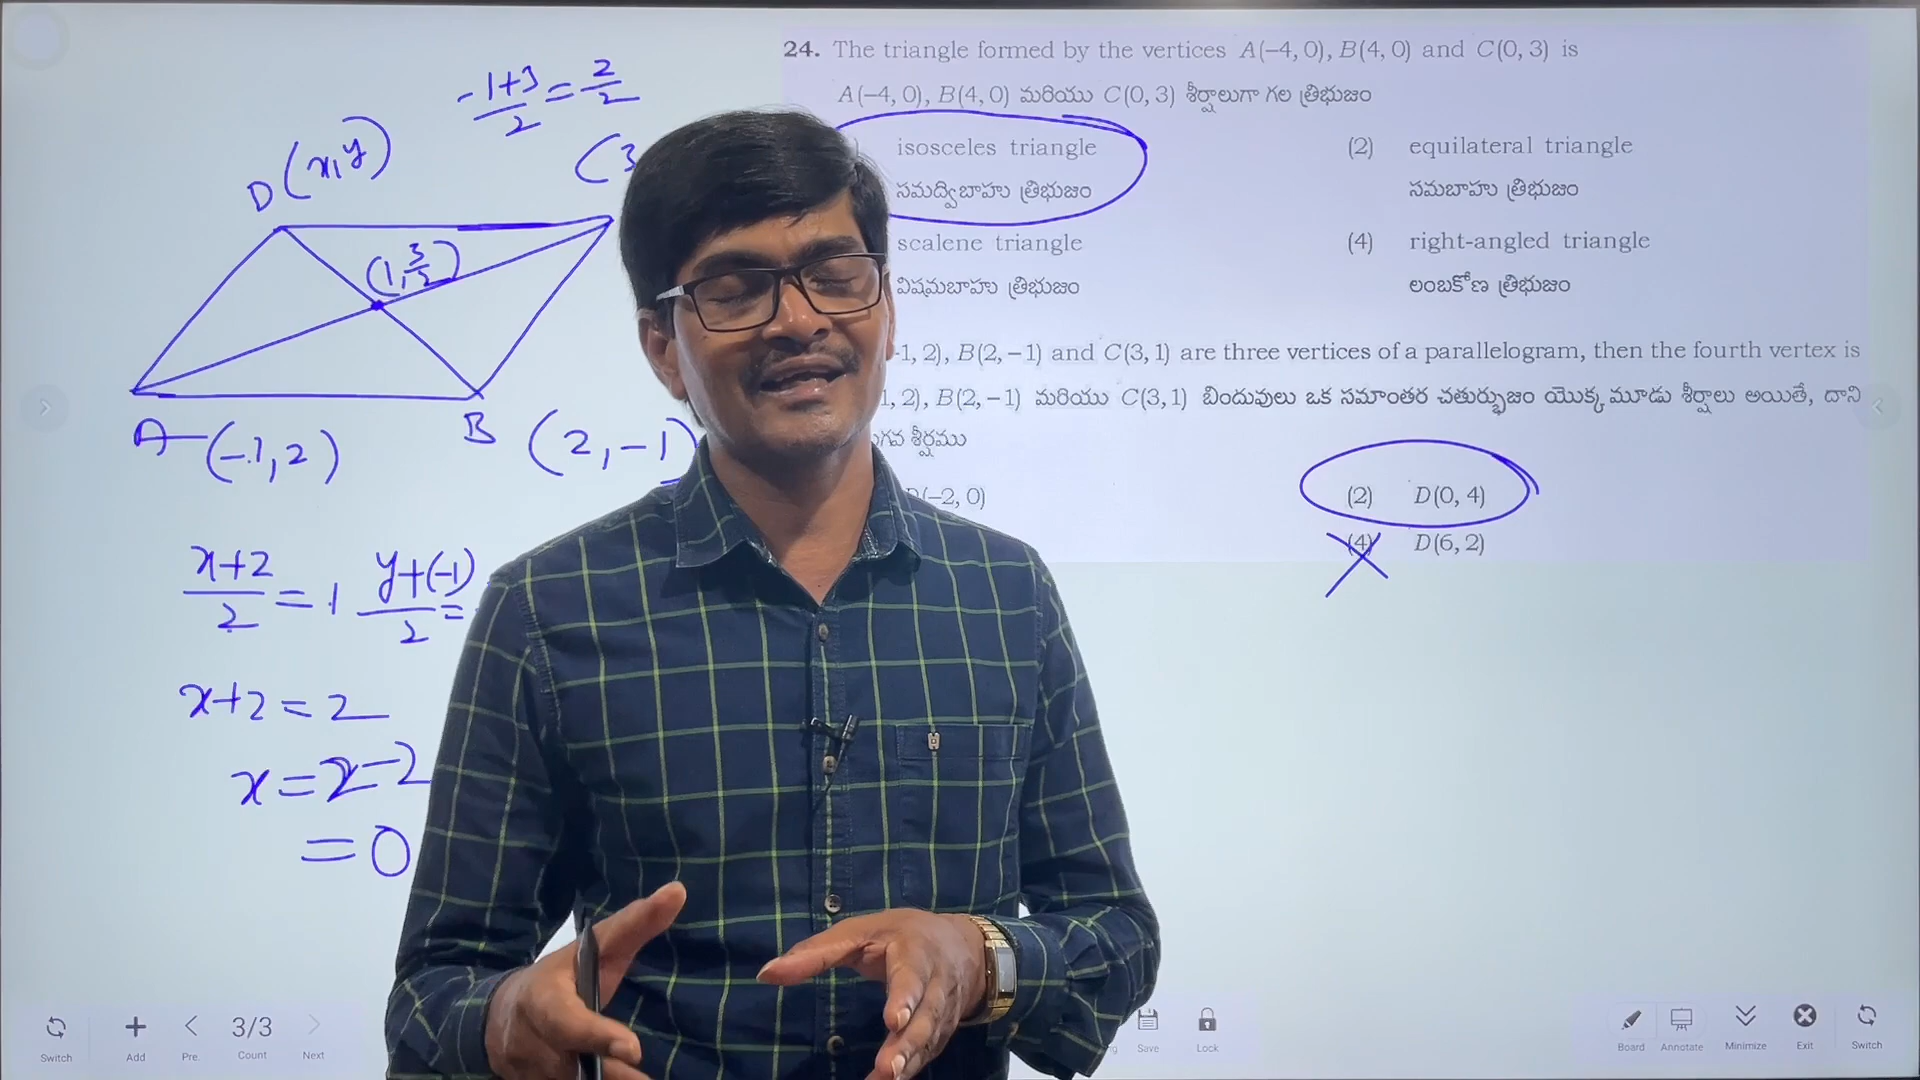 24. The triangle formed by the vertices A(−4, 0), B(4, 0) and C(0, 3) is
A(−4, 0), B(4, 0) మరియు C(0, 3) శీర్షాలుగా గల త్రిభుజం
isosceles triangle
సమద్విబాహు త్రిభుజం
(2) equilateral triangle
సమబాహు త్రిభుజం
scalene triangle
విషమబాహు త్రిభుజం
(4) right-angled triangle
లంబకోణ త్రిభుజం
-1, 2), B(2, −1) and C(3, 1) are three vertices of a parallelogram, then the fourth vertex is
1, 2), B(2, −1) మరియు C(3, 1) బిందువులు ఒక సమాంతర చతుర్భుజం యొక్క మూడు శీర్షాలు అయితే, దాని
శీర్షము
(−2, 0)
(2) D(0, 4)
(4) D(6, 2)
-1+3/2 = 2/2
D (x,y)
(3
(1, 3/2)
A (-1, 2)
B (2, -1)
x+2/2 = 1
y+(-1)/2 =
x+2 = 2
x = 2-2
= 0
Switch
Add
Pre.
3/3
Count
Next
Save
Lock
Board
Annotate
Minimize
Exit
Switch